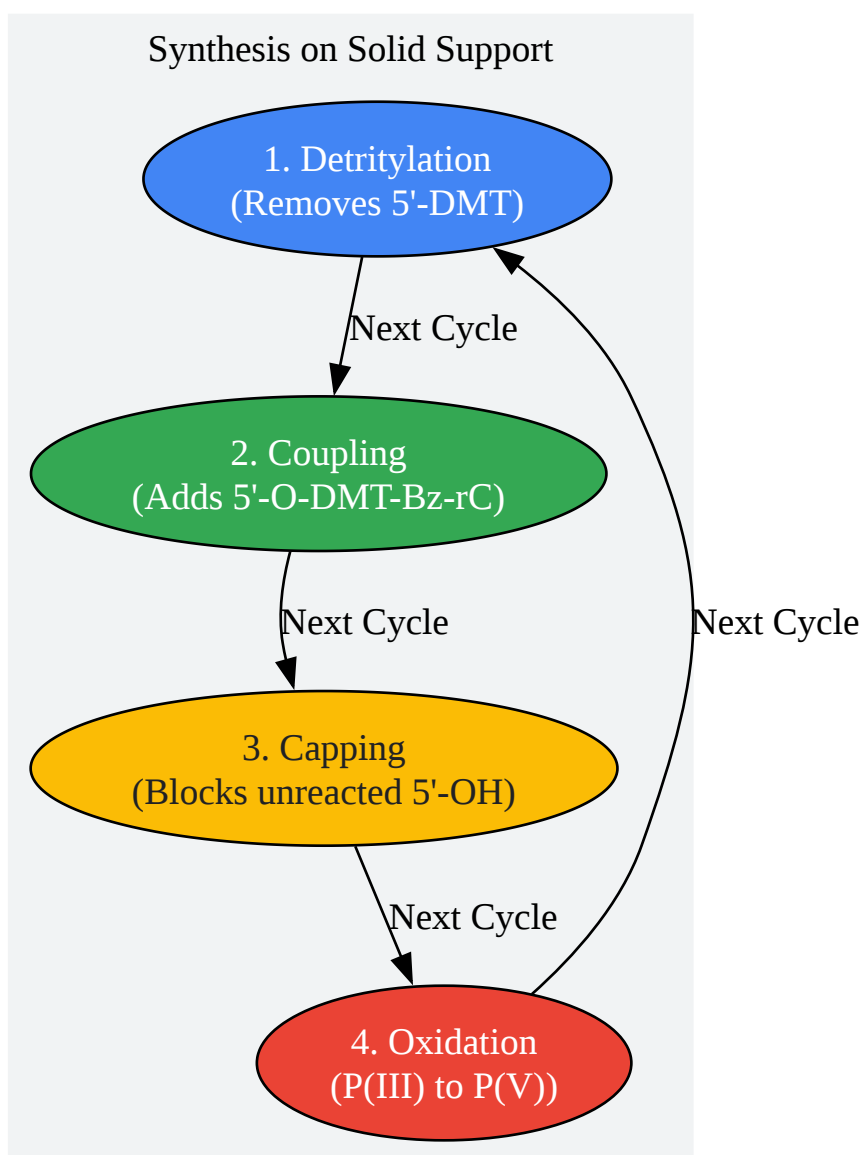 Synthesis on Solid Support
1. Detritylation
(Removes 5'-DMT)
Next Cycle
2. Coupling
(Adds 5'-O-DMT-Bz-rC)
Next Cycle
Next Cycle
3. Capping
(Blocks unreacted 5'-OH)
Next Cycle
4. Oxidation
(P(III) to P(V))